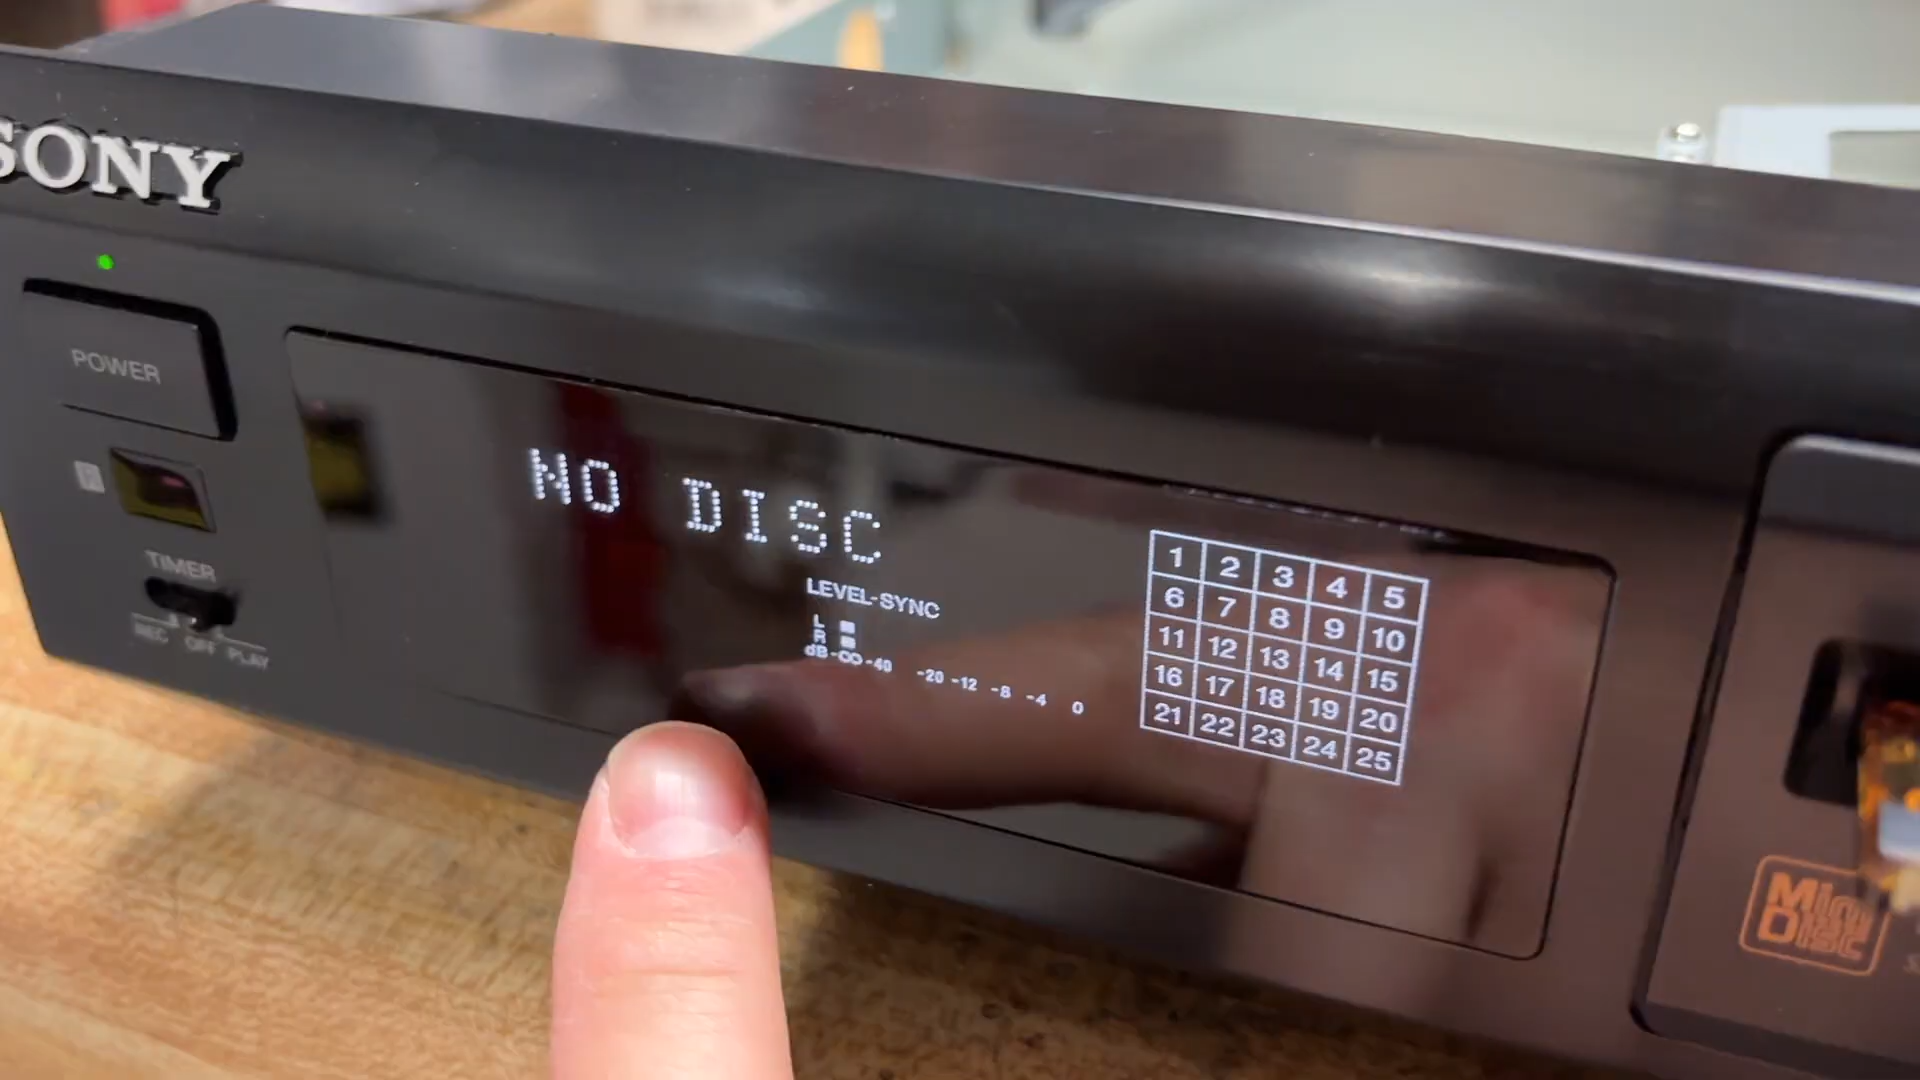 SONY
POWER
TIMER
REC OFF PLAY
NO DISC
LEVEL-SYNC
L
R
dB -∞ -40 -20 -12 -8 -4 0
1 2 3 4 5
6 7 8 9 10
11 12 13 14 15
16 17 18 19 20
21 22 23 24 25
Mini
Disc